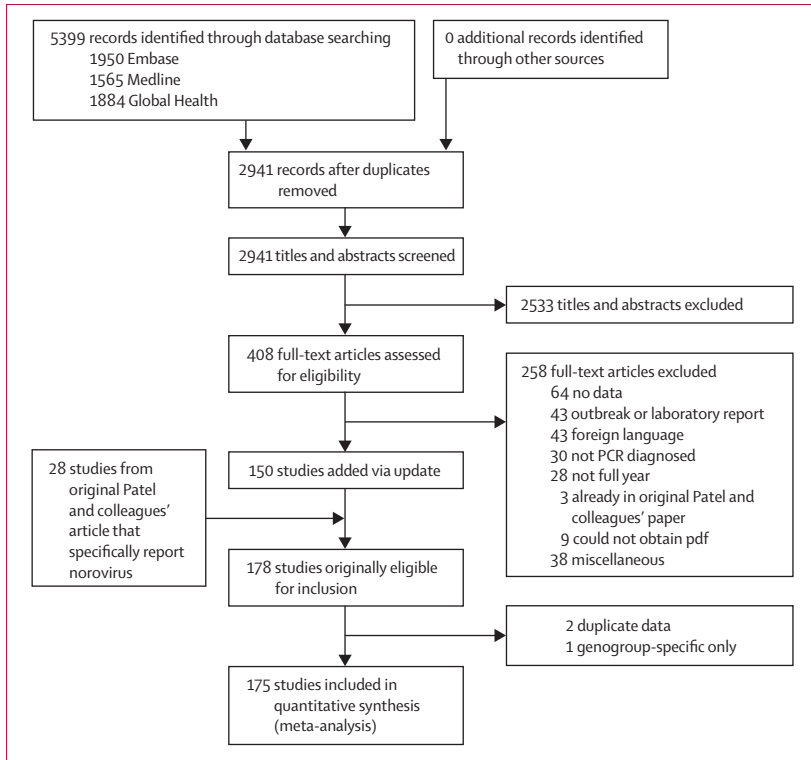 5399 records identified through database searching
1950 Embase
1565 Medline
1884 Global Health
0 additional records identified
through other sources
2941 records after duplicates
removed
2941 titles and abstracts screened
2533 titles and abstracts excluded
408 full-text articles assessed
for eligibility
258 full-text articles excluded
64 no data
43 outbreak or laboratory report
43 foreign language
30 not PCR diagnosed
28 not full year
3 already in original Patel and
colleagues' paper
9 could not obtain pdf
38 miscellaneous
150 studies added via update
28 studies from
original Patel
and colleagues'
article that
specifically report
norovirus
178 studies originally eligible
for inclusion
2 duplicate data
1 genogroup-specific only
175 studies included in
quantitative synthesis
(meta-analysis)